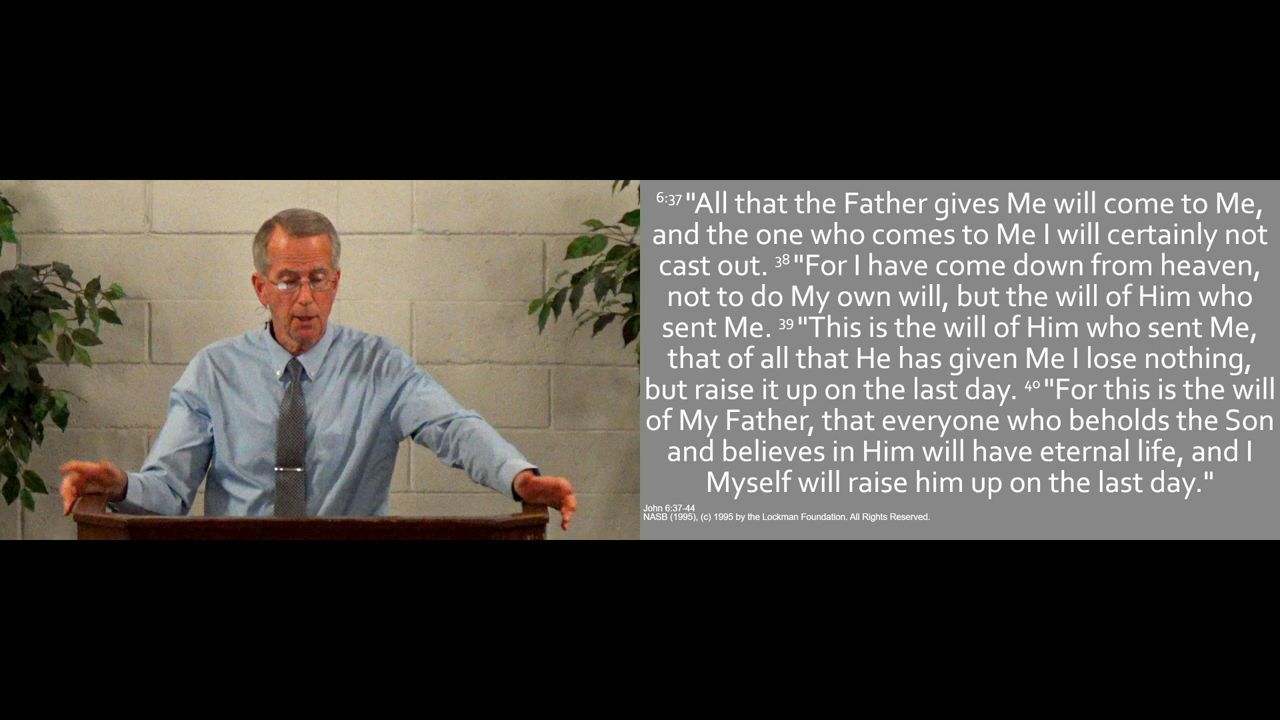 6:37 "All that the Father gives Me will come to Me,
and the one who comes to Me I will certainly not
cast out. 38 "For I have come down from heaven,
not to do My own will, but the will of Him who
sent Me. 39 "This is the will of Him who sent Me,
that of all that He has given Me I lose nothing,
but raise it up on the last day. 40 "For this is the will
of My Father, that everyone who beholds the Son
and believes in Him will have eternal life, and I
Myself will raise him up on the last day."
John 6:37-44
NASB (1995), (c) 1995 by the Lockman Foundation. All Rights Reserved.